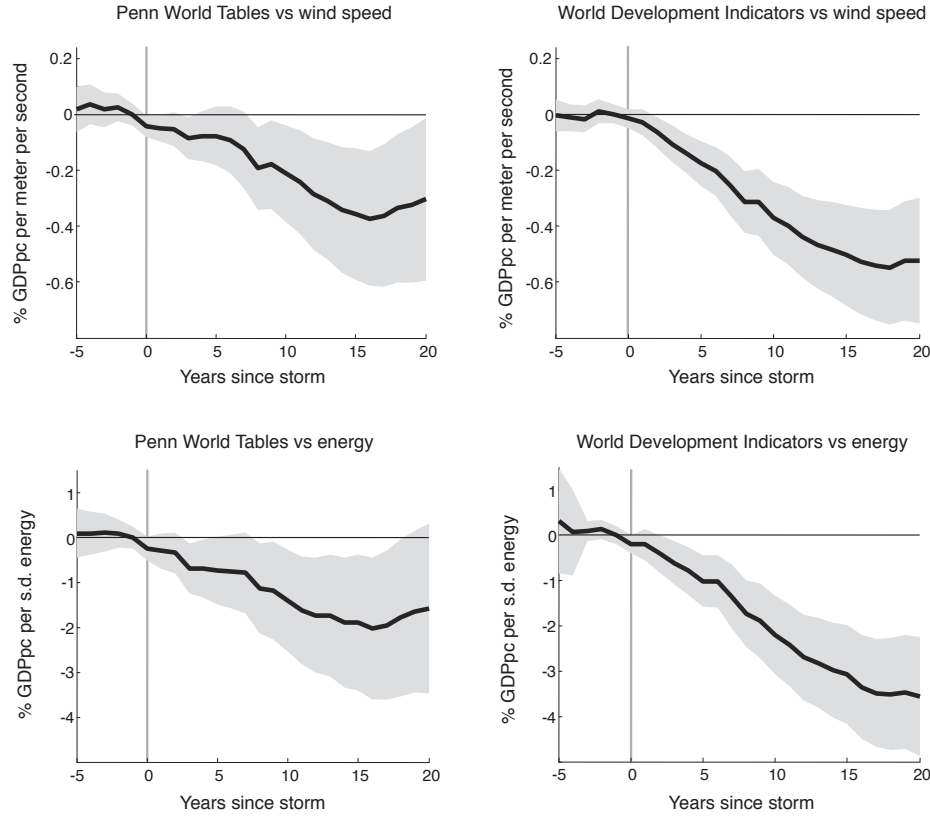 Penn World Tables vs wind speed
% GDPpc per meter per second
0.2
0
-0.2
-0.4
-0.6
-5 0 5 10 15 20
Years since storm
World Development Indicators vs wind speed
% GDPpc per meter per second
0.2
0
-0.2
-0.4
-0.6
-5 0 5 10 15 20
Years since storm
Penn World Tables vs energy
% GDPpc per s.d. energy
1
0
-1
-2
-3
-4
-5 0 5 10 15 20
Years since storm
World Development Indicators vs energy
% GDPpc per s.d. energy
1
0
-1
-2
-3
-4
-5 0 5 10 15 20
Years since storm